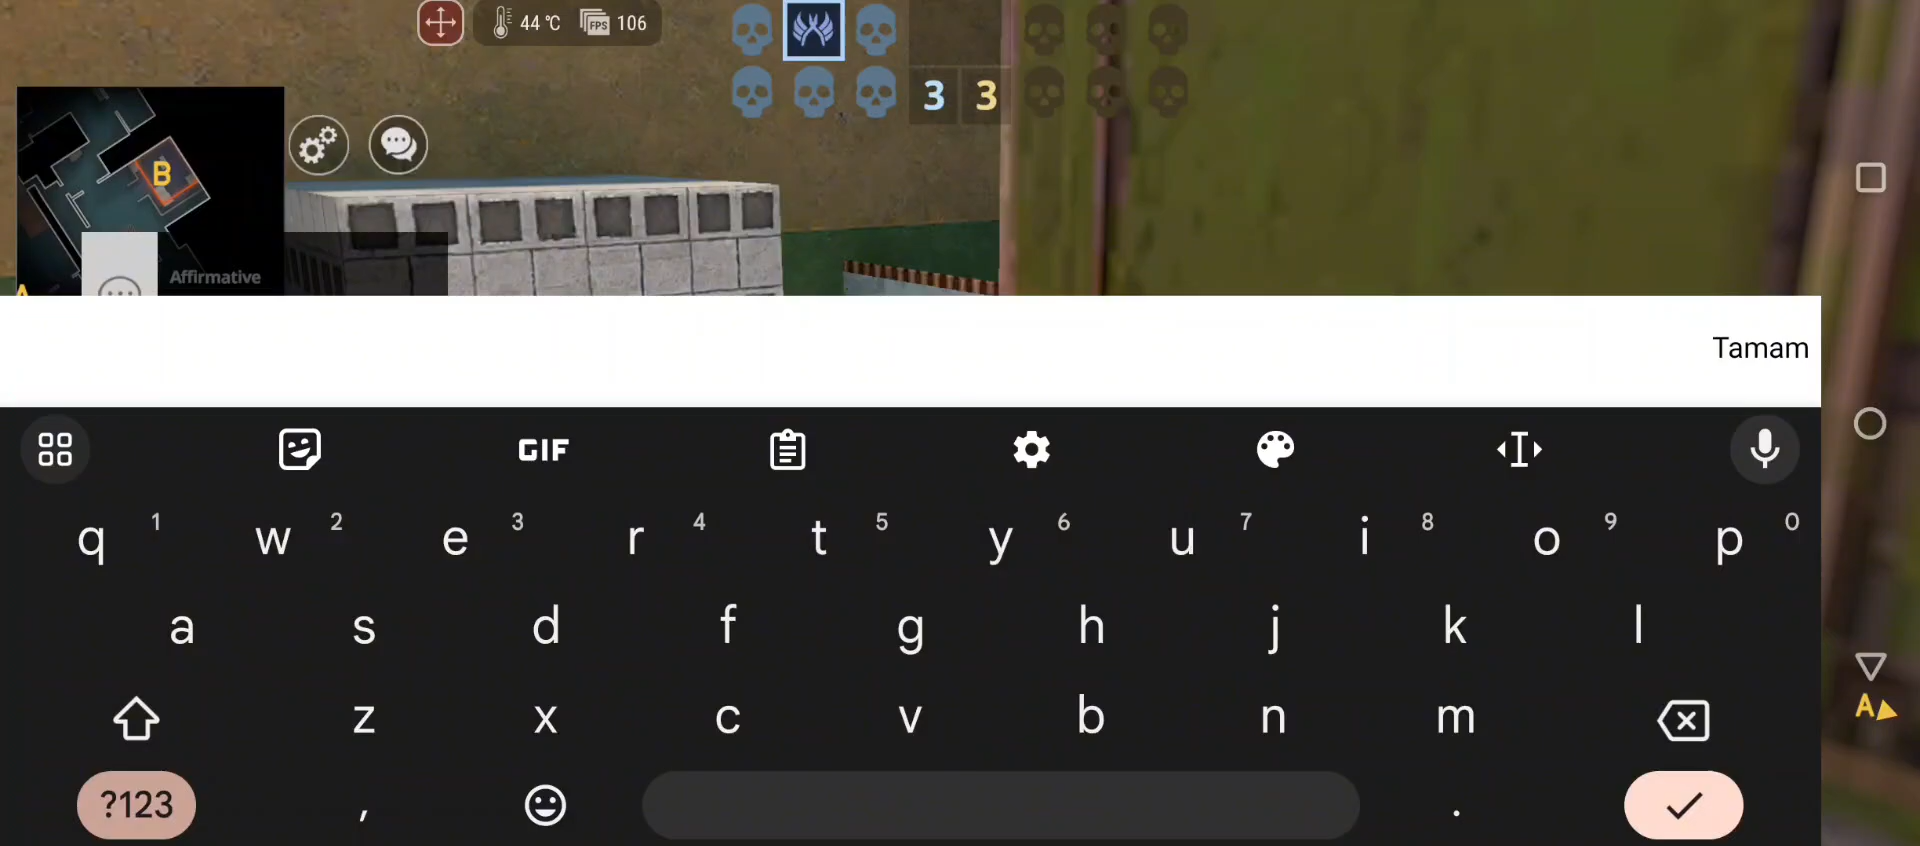 44 °C FPS 106
3 3
B
Affirmative
A
Tamam
GIF
q 1 w 2 e 3 r 4 t 5 y 6 u 7 i 8 o 9 p 0
a s d f g h j k l
z x c v b n m
A
?123 , .